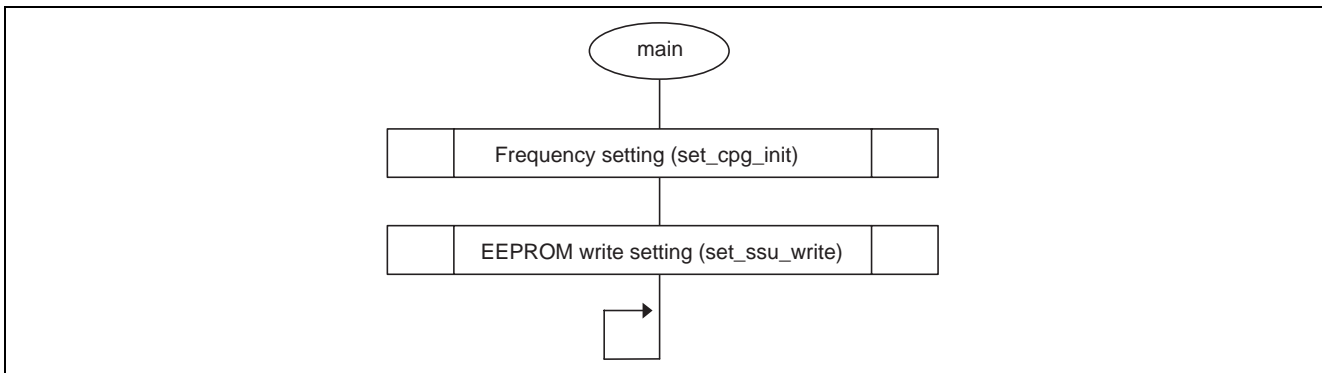 main
Frequency setting (set_cpg_init)
EEPROM write setting (set_ssu_write)